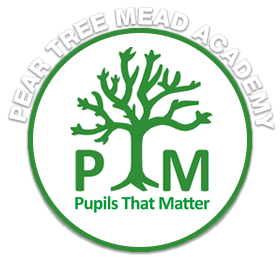 PEAR TREE MEAD ACADEMY
P M
Pupils That Matter